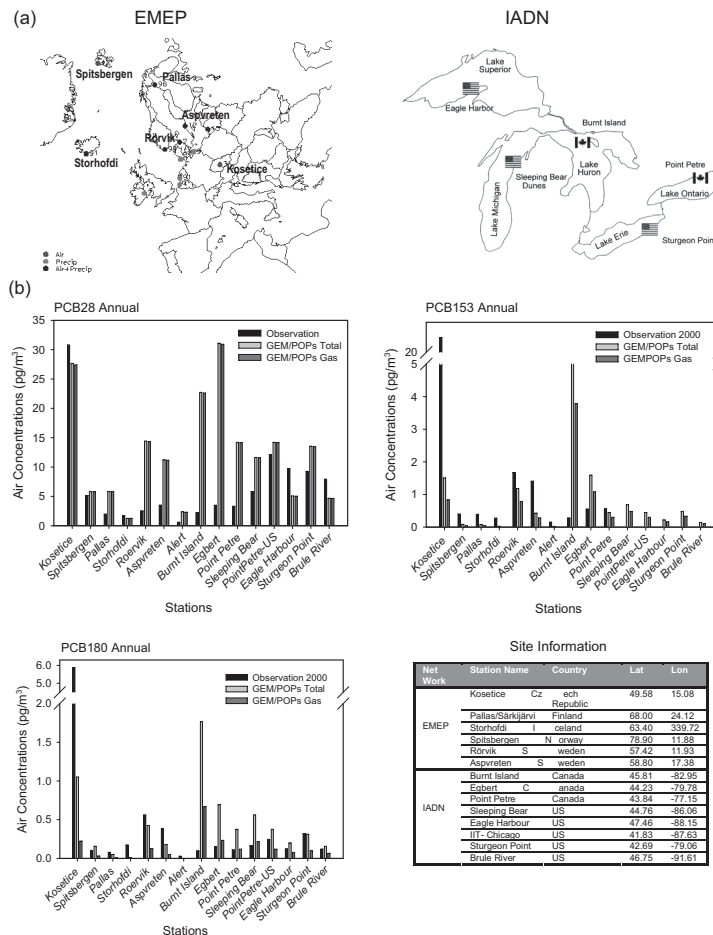 (a) EMEP IADN
Spitsbergen
Pallas
96
Aspvreten
Rörvik
Storhofdi
91
Kosetice
Air
Precip
Air+Precip
Lake
Superior
Eagle Harbor
Burnt Island
Sleeping Bear
Dunes
Lake
Huron
Lake Michigan
Point Petre
Lake Ontario
Lake Erie
Sturgeon Point
(b)
PCB28 Annual
Air Concentrations (pg/m³)
35
30
25
20
15
10
5
0
Observation
GEM/POPs Total
GEM/POPs Gas
Kosetice
Spitsbergen
Pallas
Storhofdi
Roervik
Aspvreten
Alert
Burnt Island
Egbert
Point Petre
Sleeping Bear
PointPetre-US
Eagle Harbour
Sturgeon Point
Brule River
Stations
PCB153 Annual
Air Concentrations (pg/m³)
20
5
4
3
2
1
0
Observation 2000
GEM/POPs Total
GEMPOPs Gas
Kosetice
Spitsbergen
Pallas
Storhofdi
Roervik
Aspvreten
Alert
Burnt Island
Egbert
Point Petre
Sleeping Bear
PointPetre-US
Eagle Harbour
Sturgeon Point
Brule River
Stations
PCB180 Annual
Air Concentrations (pg/m³)
6.0
5.0
2.0
1.5
1.0
0.5
0.0
Observation 2000
GEM/POPs Total
GEM/POPs Gas
Kosetice
Spitsbergen
Pallas
Storhofdi
Roervik
Aspvreten
Alert
Burnt Island
Egbert
Point Petre
Sleeping Bear
PointPetre-US
Eagle Harbour
Sturgeon Point
Brule River
Stations
Site Information
Net Work Station Name Country Lat Lon
EMEP
Kosetice Cz ech Republic 49.58 15.08
Pallas/Särkijärvi Finland 68.00 24.12
Storhofdi I celand 63.40 339.72
Spitsbergen N orway 78.90 11.88
Rörvik S weden 57.42 11.93
Aspvreten S weden 58.80 17.38
IADN
Burnt Island Canada 45.81 -82.95
Egbert C anada 44.23 -79.78
Point Petre Canada 43.84 -77.15
Sleeping Bear US 44.76 -86.06
Eagle Harbour US 47.46 -88.15
IIT- Chicago US 41.83 -87.63
Sturgeon Point US 42.69 -79.06
Brule River US 46.75 -91.61